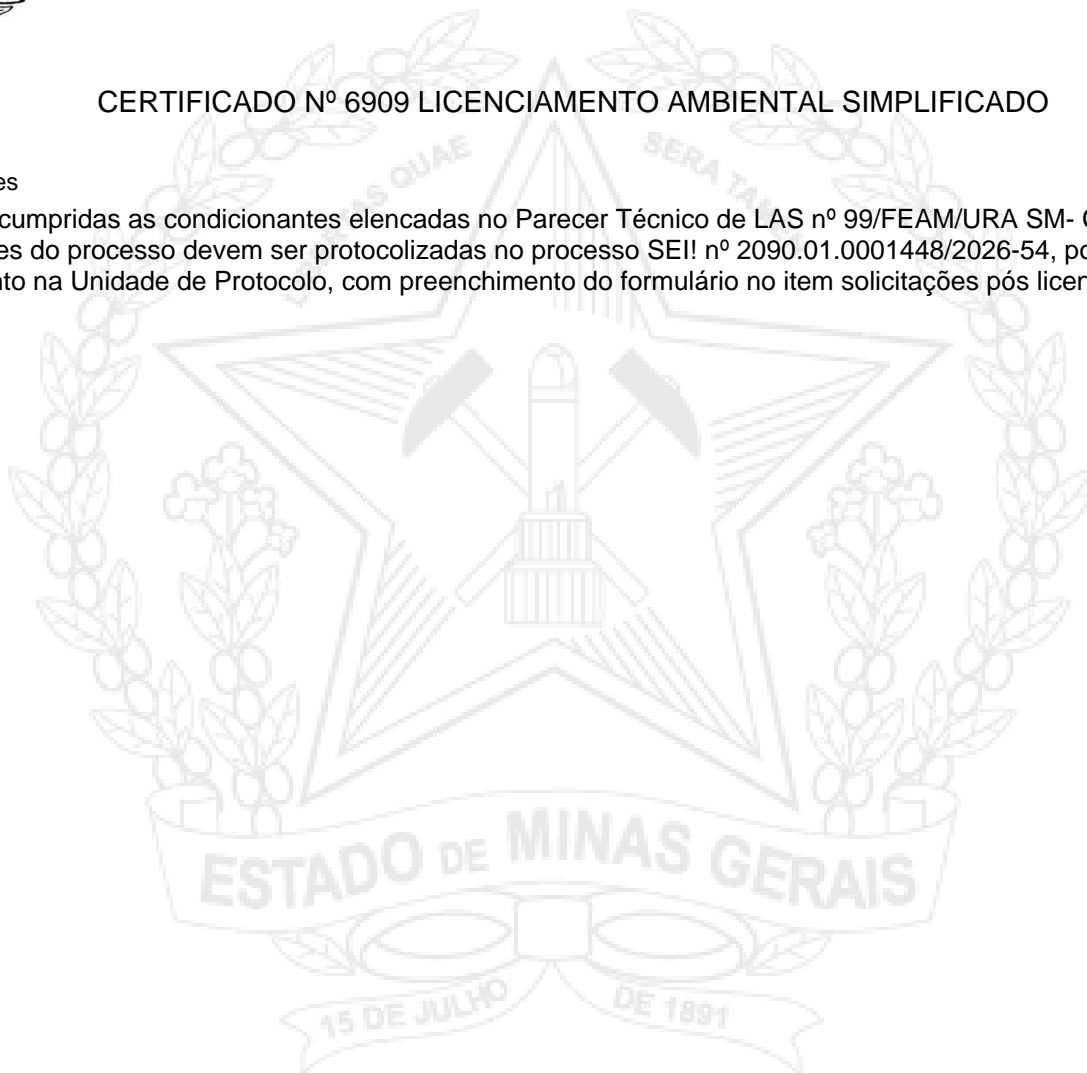 CERTIFICADO Nº 6909 LICENCIAMENTO AMBIENTAL SIMPLIFICADO
es
cumpridas as condicionantes elencadas no Parecer Técnico de LAS nº 99/FEAM/URA SM-
es do processo devem ser protocolizadas no processo SEI! nº 2090.01.0001448/2026-54,
nto na Unidade de Protocolo, com preenchimento do formulário no item solicitações pós
QUAE SERA
ESTADO DE MINAS GERAIS
15 DE JULHO DE 1891